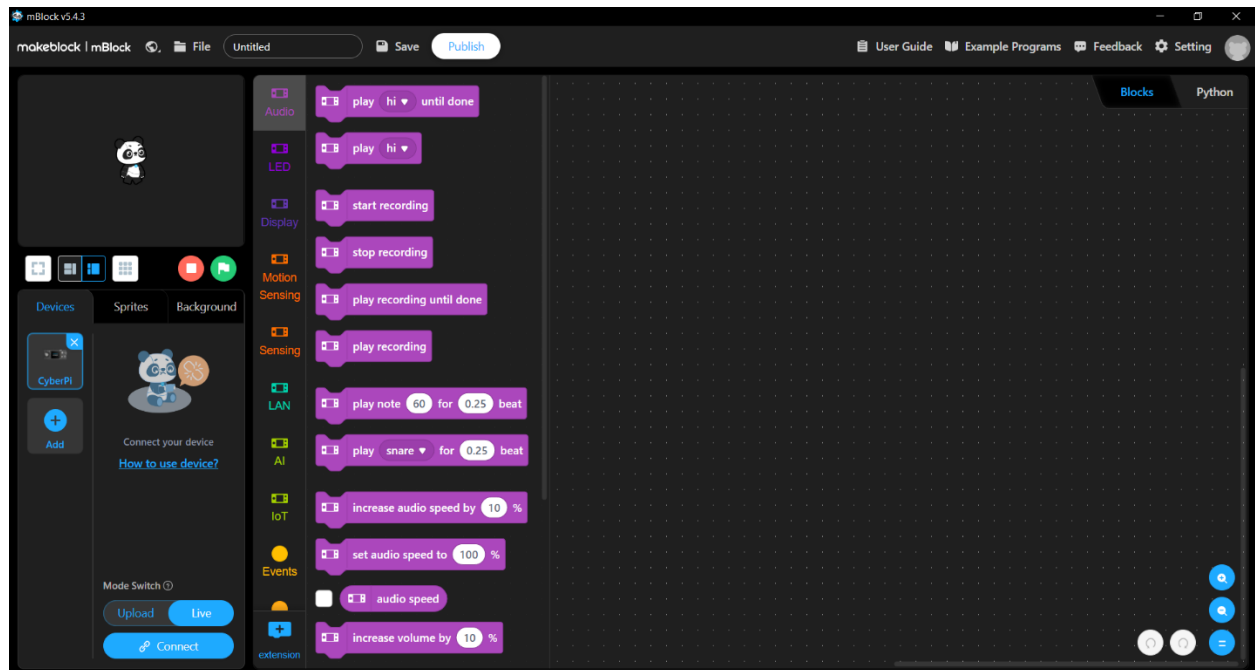 mBlock v5.4.3
makeblock | mBlock File Untitled Save Publish User Guide Example Programs Feedback Setting
Audio
LED
Display
Motion
Sensing
Sensing
LAN
AI
IoT
Events
extension
play hi until done
play hi
start recording
stop recording
play recording until done
play recording
play note 60 for 0.25 beat
play snare for 0.25 beat
increase audio speed by 10 %
set audio speed to 100 %
audio speed
increase volume by 10 %
Blocks Python
Devices Sprites Background
CyberPi
Add
Connect your device
How to use device?
Mode Switch
Upload Live
Connect